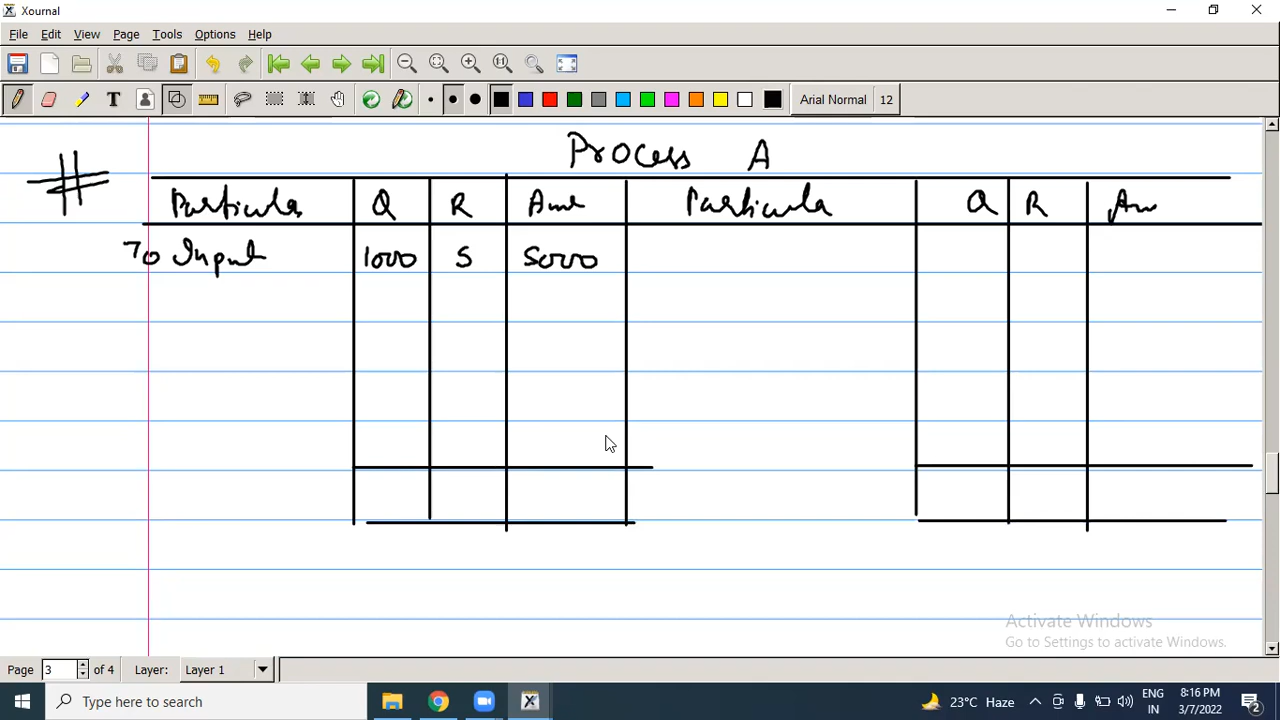 Xournal
File Edit View Page Tools Options Help
Arial Normal 12
# Process A
Particula Q R Amt Particula Q R Am
To Input 1000 5 5000
Activate Windows
Go to Settings to activate Windows.
Page 3 of 4 Layer: Layer 1
Type here to search 23°C Haze ENG IN 8:16 PM 3/7/2022 2